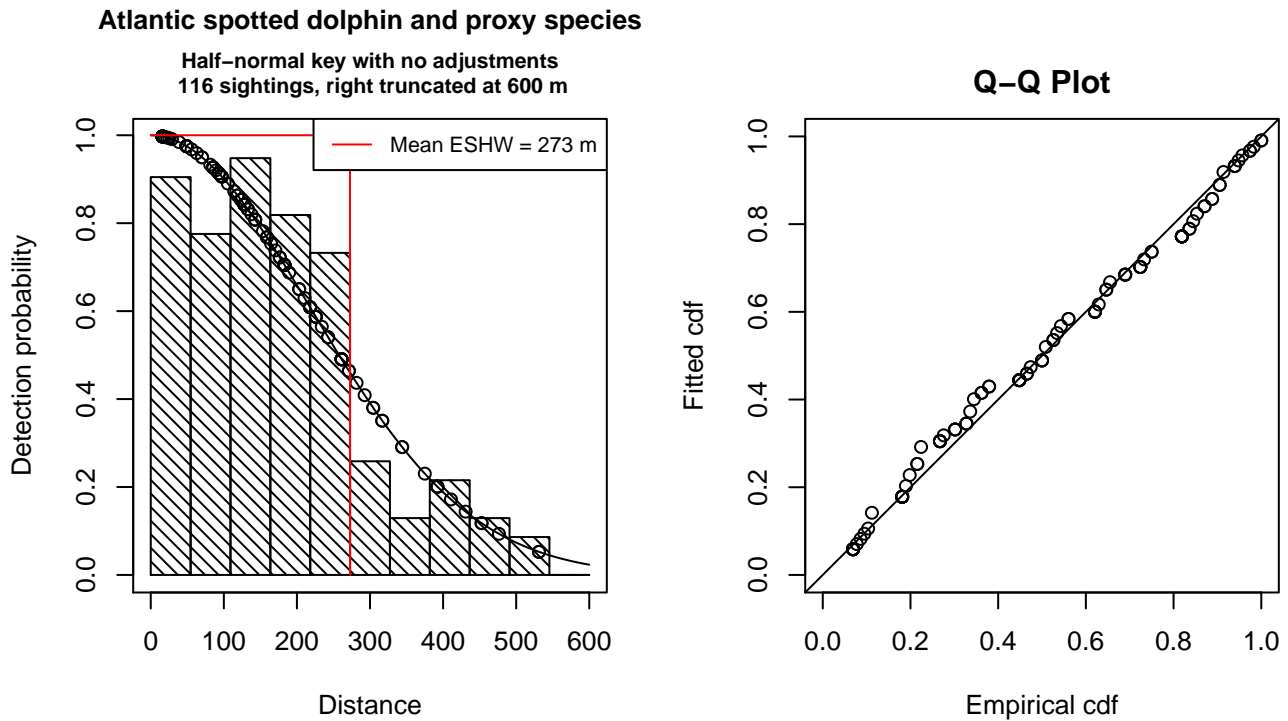 Atlantic spotted dolphin and proxy species
Half−normal key with no adjustments
116 sightings, right truncated at 600 m
Mean ESHW = 273 m
Detection probability
0.0 0.2 0.4 0.6 0.8 1.0
0 100 200 300 400 500 600
Distance
Q−Q Plot
Fitted cdf
0.0 0.2 0.4 0.6 0.8 1.0
0.0 0.2 0.4 0.6 0.8 1.0
Empirical cdf